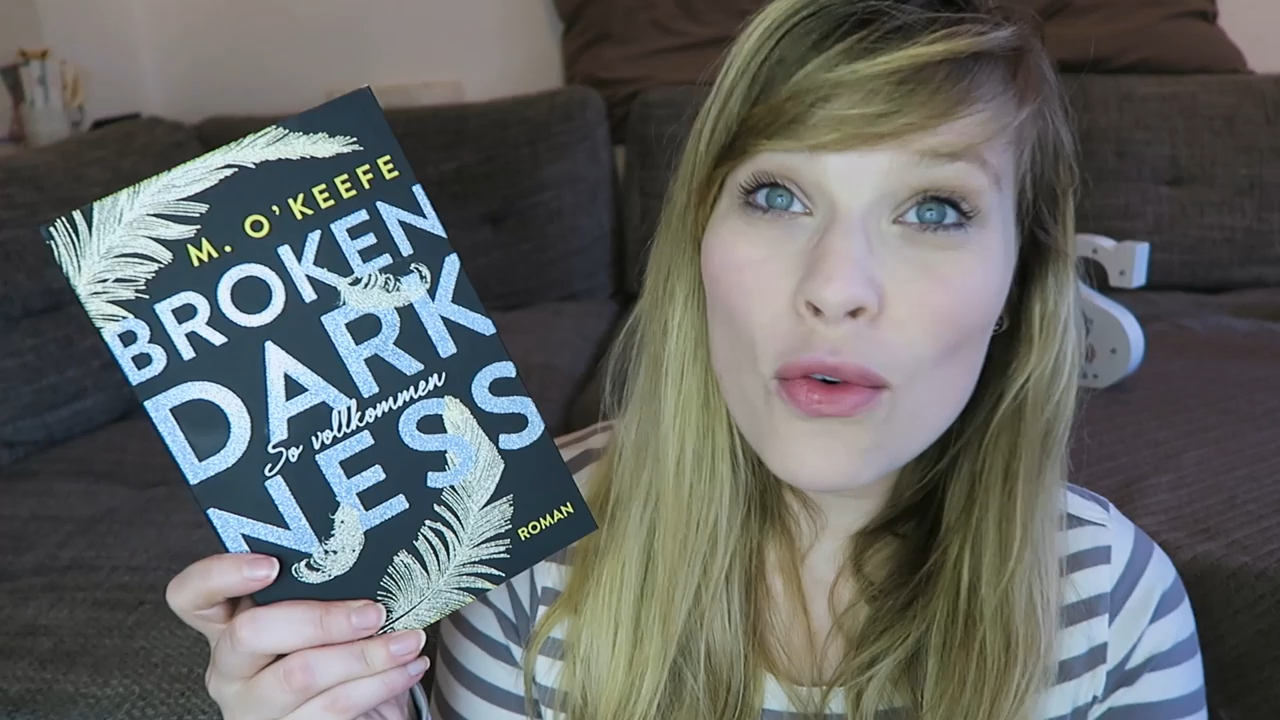 M. O'KEEFE
BROKEN
DARK
So vollkommen
NESS
ROMAN